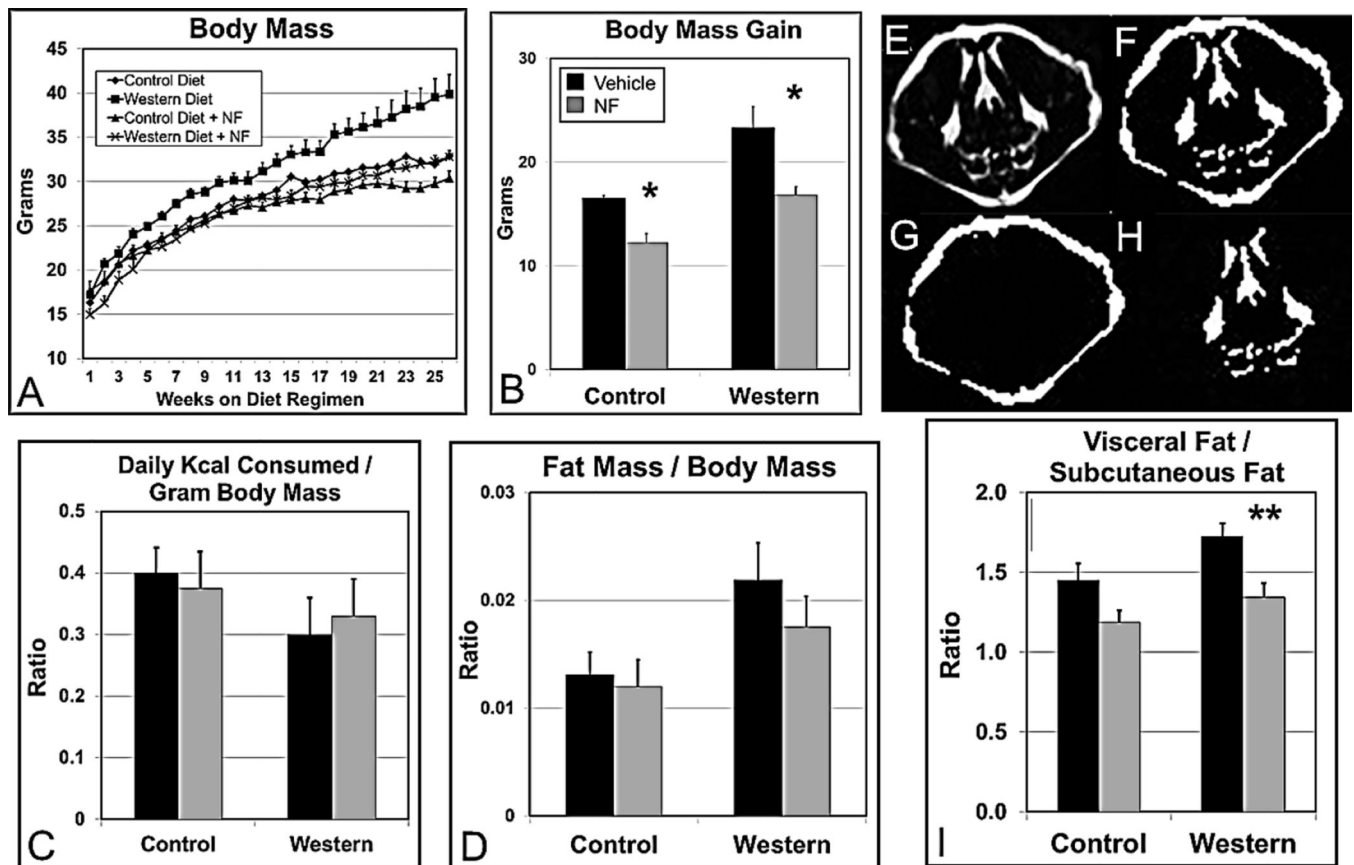 Body Mass
45
40
35
30
25
20
15
10
Grams
Control Diet
Western Diet
Control Diet + NF
Western Diet + NF
1 3 5 7 9 11 13 15 17 19 21 23 25
Weeks on Diet Regimen
A
Body Mass Gain
30
20
10
0
Grams
Vehicle
NF
*
*
Control Western
B
E
F
G
H
Daily Kcal Consumed /
Gram Body Mass
0.5
0.4
0.3
0.2
0.1
0
Ratio
Control Western
C
Fat Mass / Body Mass
0.03
0.02
0.01
0
Ratio
Control Western
D
Visceral Fat /
Subcutaneous Fat
2.0
1.5
1.0
0.5
0.0
Ratio
**
Control Western
I